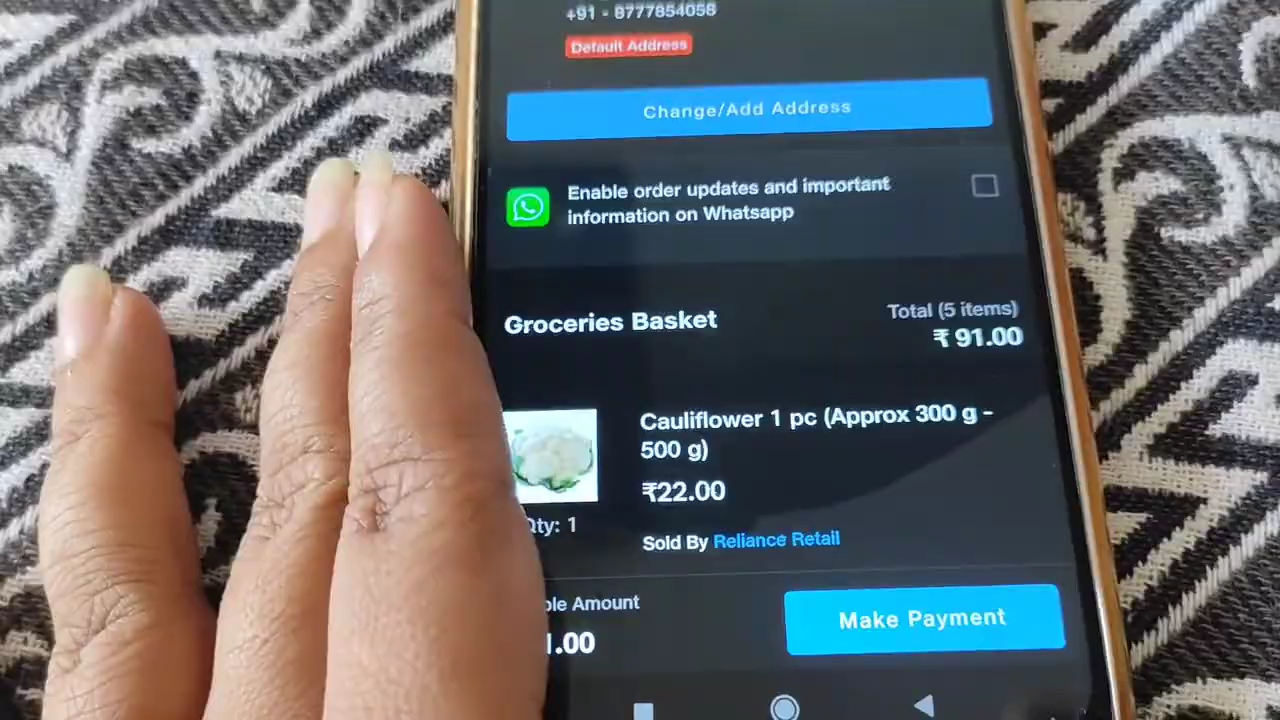 +91 - 8777854058
Default Address
Change/Add Address
Enable order updates and important
information on Whatsapp
Groceries Basket
Total (5 items)
₹ 91.00
Cauliflower 1 pc (Approx 300 g -
500 g)
₹22.00
Qty: 1
Sold By Reliance Retail
Amount
1.00
Make Payment